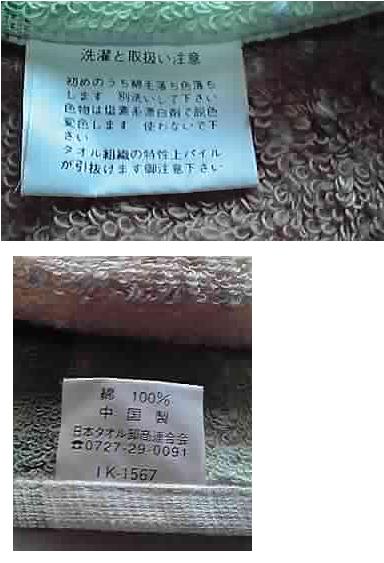 洗濯と取扱い注意
初めのうち綿毛落ち色落ち
します 別洗いして下さい
色物は塩素系漂白剤で脱色
変色します 使わないで下
さい
タオル組織の特性上パイル
が引抜けます御注意下さい
綿 100%
中国製
日本タオル卸商連合会
☎0727-29-0091
IK-1567